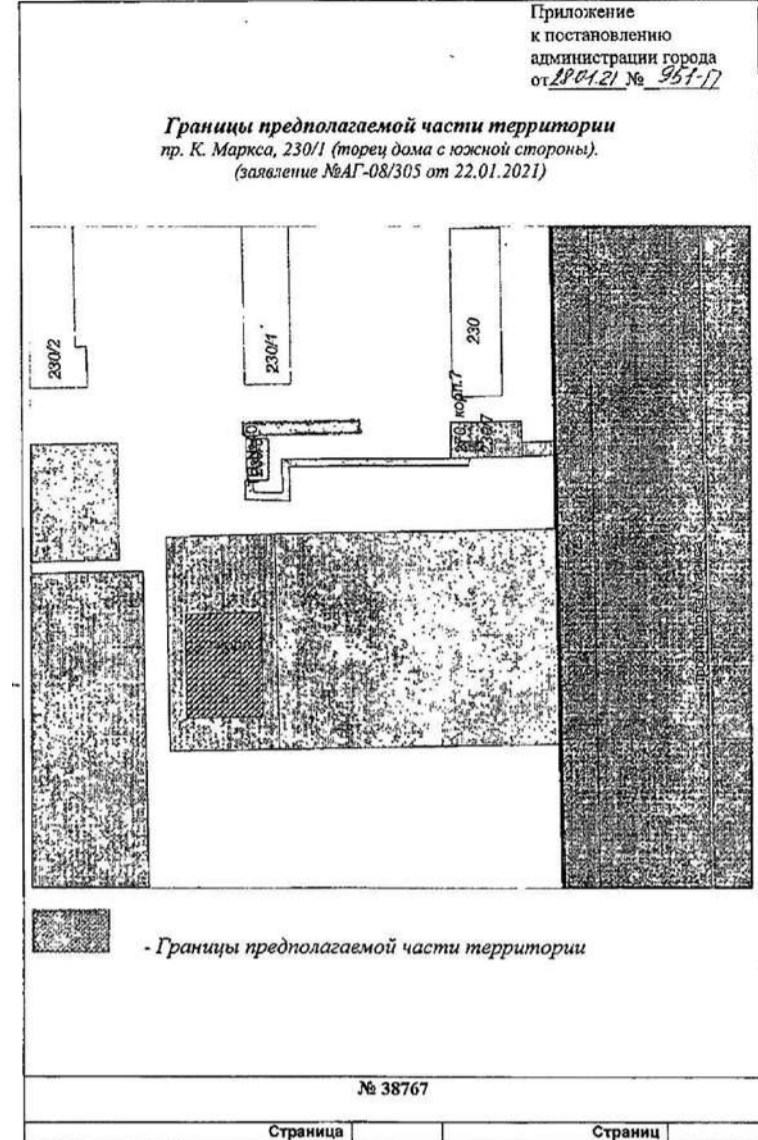 Приложение
к постановлению
администрации города
от 28.01.21 № 951-П
Границы предполагаемой части территории
пр. К. Маркса, 230/1 (торец дома с южной стороны).
(заявление №АГ-08/305 от 22.01.2021)
230/2
230/1
230
корп.7
230/7
- Границы предполагаемой части территории
№ 38767
Страница
Страниц